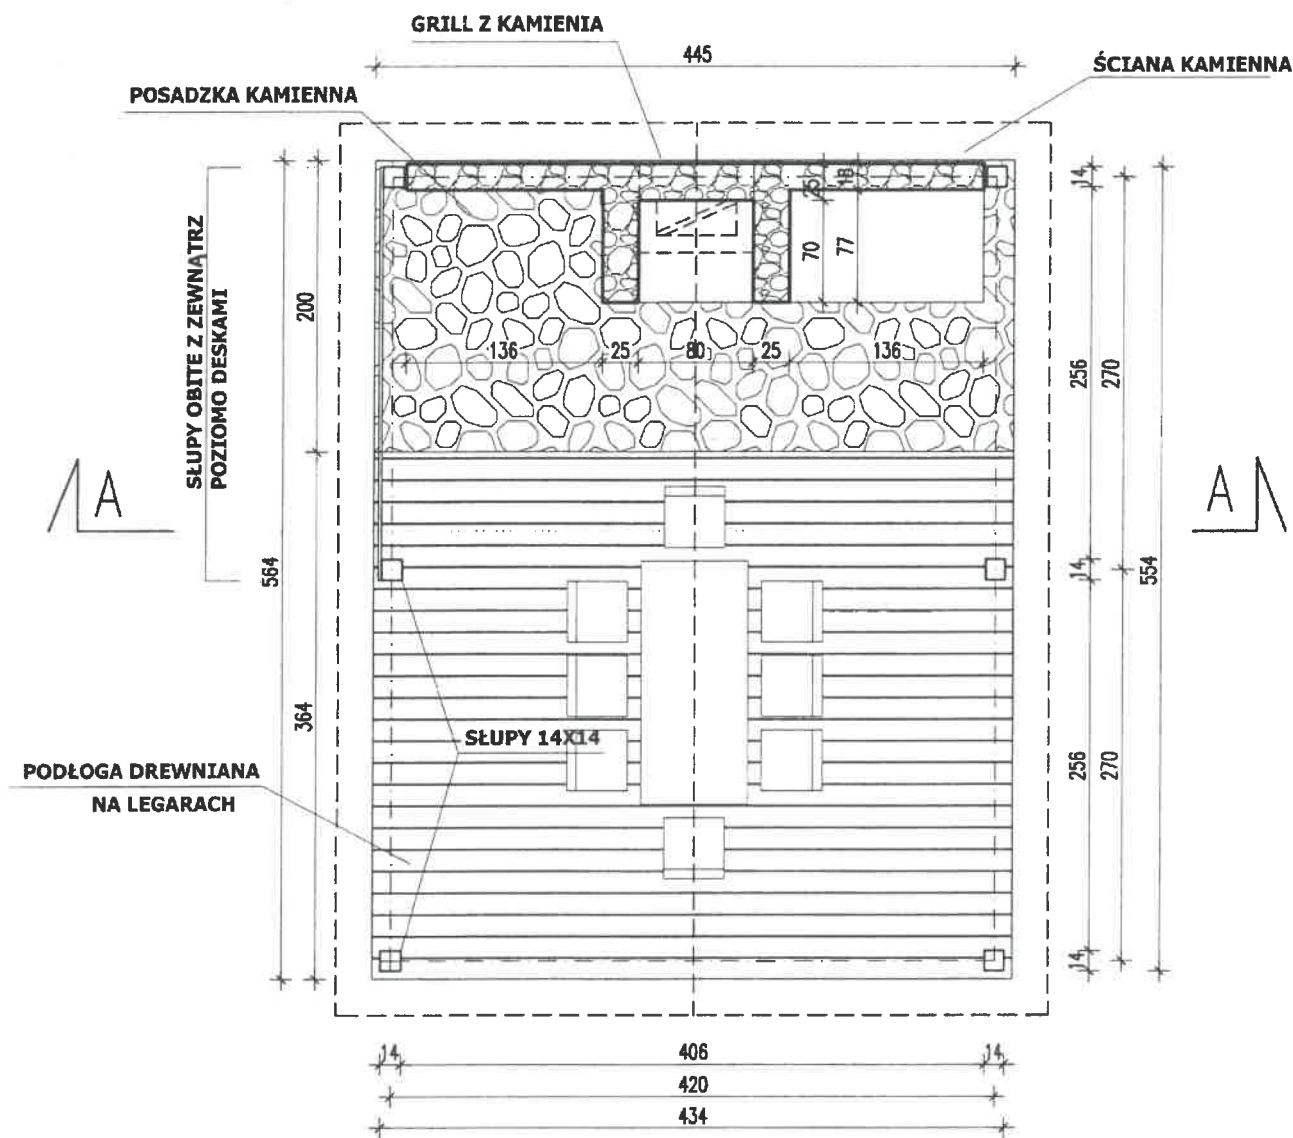 GRILL Z KAMIENIA
445
ŚCIANA KAMIENNA
POSADZKA KAMIENNA
14
25
18
70
77
200
136
25
80
25
136
256
270
SŁUPY OBITE Z ZEWNĄTRZ
POZIOMO DESKAMI
A
A
564
14
554
364
SŁUPY 14X14
256
270
PODŁOGA DREWNIANA
NA LEGARACH
14
14
406
14
420
434